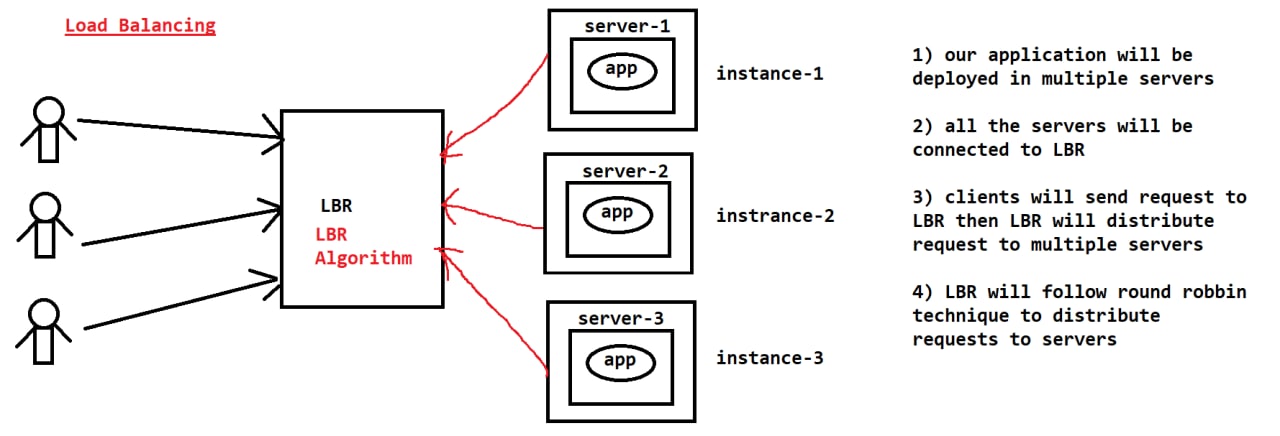 Load Balancing
LBR
LBR
Algorithm
server-1
app
instance-1
server-2
app
instrance-2
server-3
app
instance-3
1) our application will be
deployed in multiple servers
2) all the servers will be
connected to LBR
3) clients will send request to
LBR then LBR will distribute
request to multiple servers
4) LBR will follow round robbin
technique to distribute
requests to servers